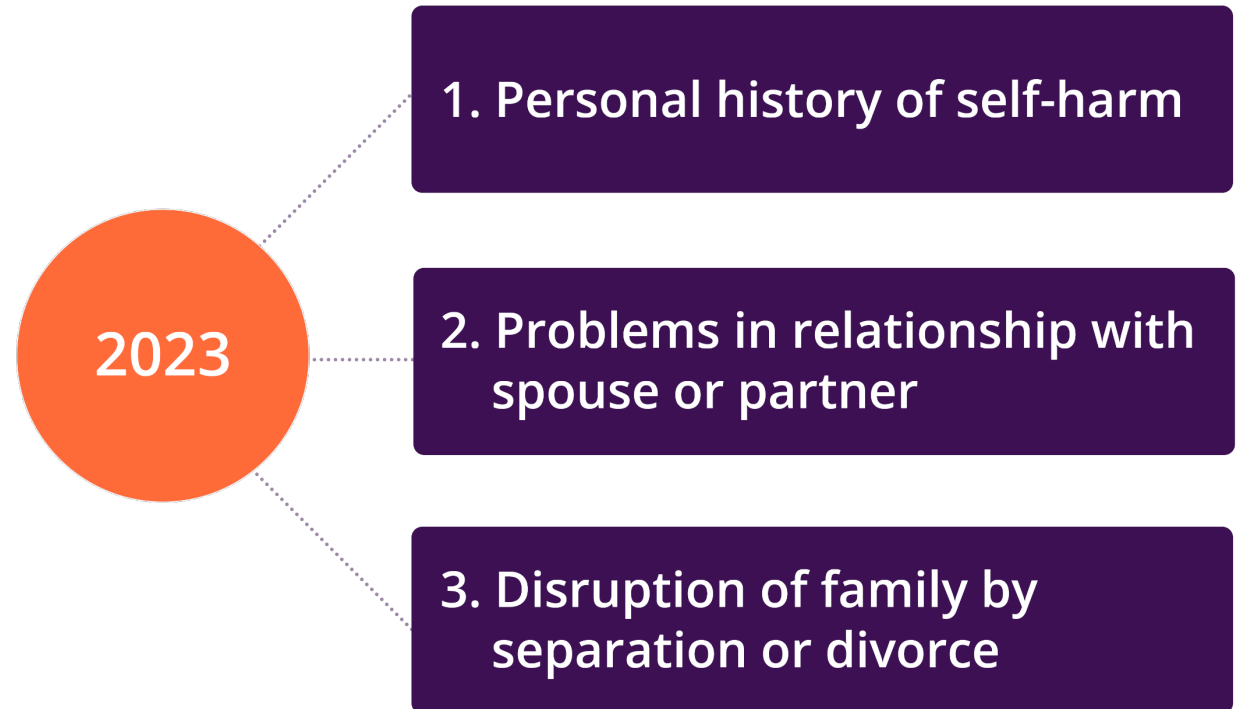 2023
1. Personal history of self-harm
2. Problems in relationship with
spouse or partner
3. Disruption of family by
separation or divorce